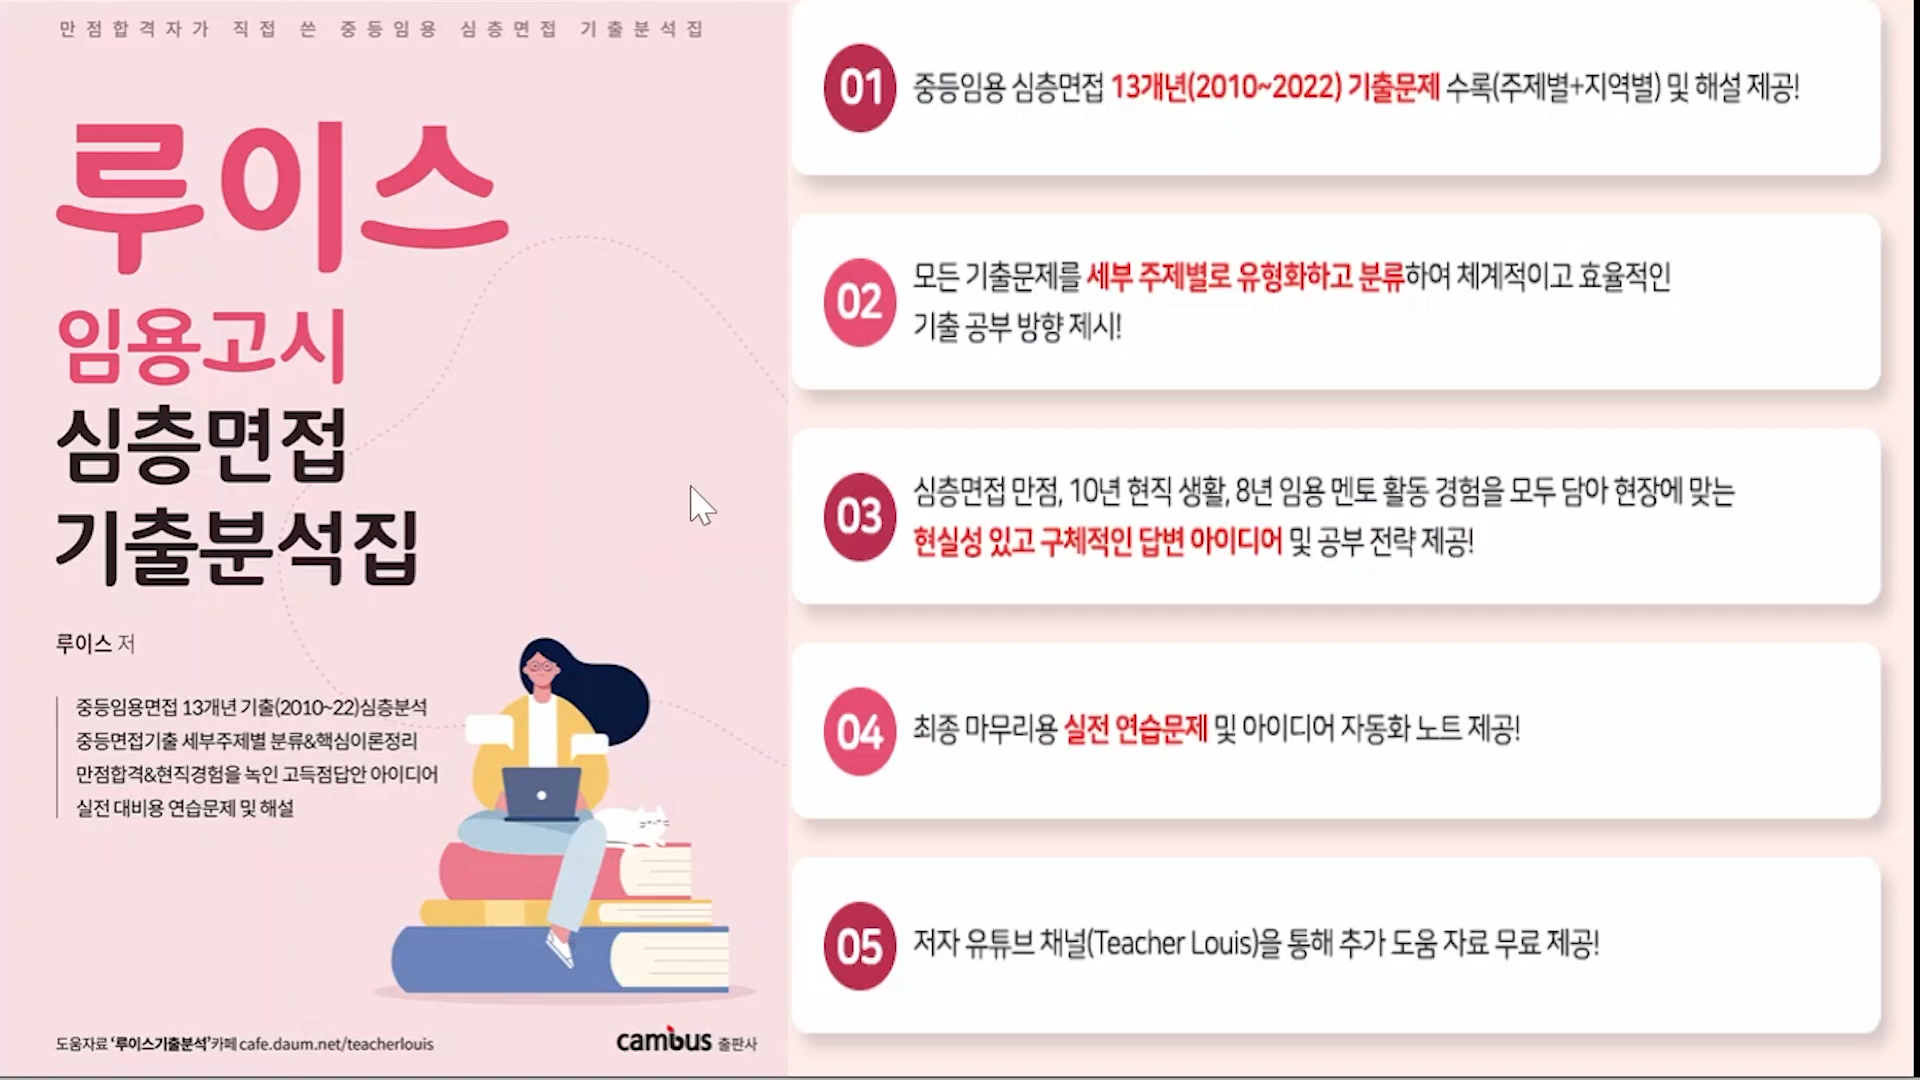 만점합격자가 직접 쓴 중등임용 심층면접 기출분석집
루이스
임용고시
심층면접
기출분석집
루이스 저
중등임용면접 13개년 기출(2010~22)심층분석
중등면접기출 세부주제별 분류&핵심이론정리
만점합격&현직경험을 녹인 고득점답안 아이디어
실전 대비용 연습문제 및 해설
도움자료 '루이스기출분석'카페 cafe.daum.net/teacherlouis
cambus 출판사
01 중등임용 심층면접 13개년(2010~2022) 기출문제 수록(주제별+지역별) 및 해설 제공!
02 모든 기출문제를 세부 주제별로 유형화하고 분류하여 체계적이고 효율적인
기출 공부 방향 제시!
03 심층면접 만점, 10년 현직 생활, 8년 임용 멘토 활동 경험을 모두 담아 현장에 맞는
현실성 있고 구체적인 답변 아이디어 및 공부 전략 제공!
04 최종 마무리용 실전 연습문제 및 아이디어 자동화 노트 제공!
05 저자 유튜브 채널(Teacher Louis)을 통해 추가 도움 자료 무료 제공!